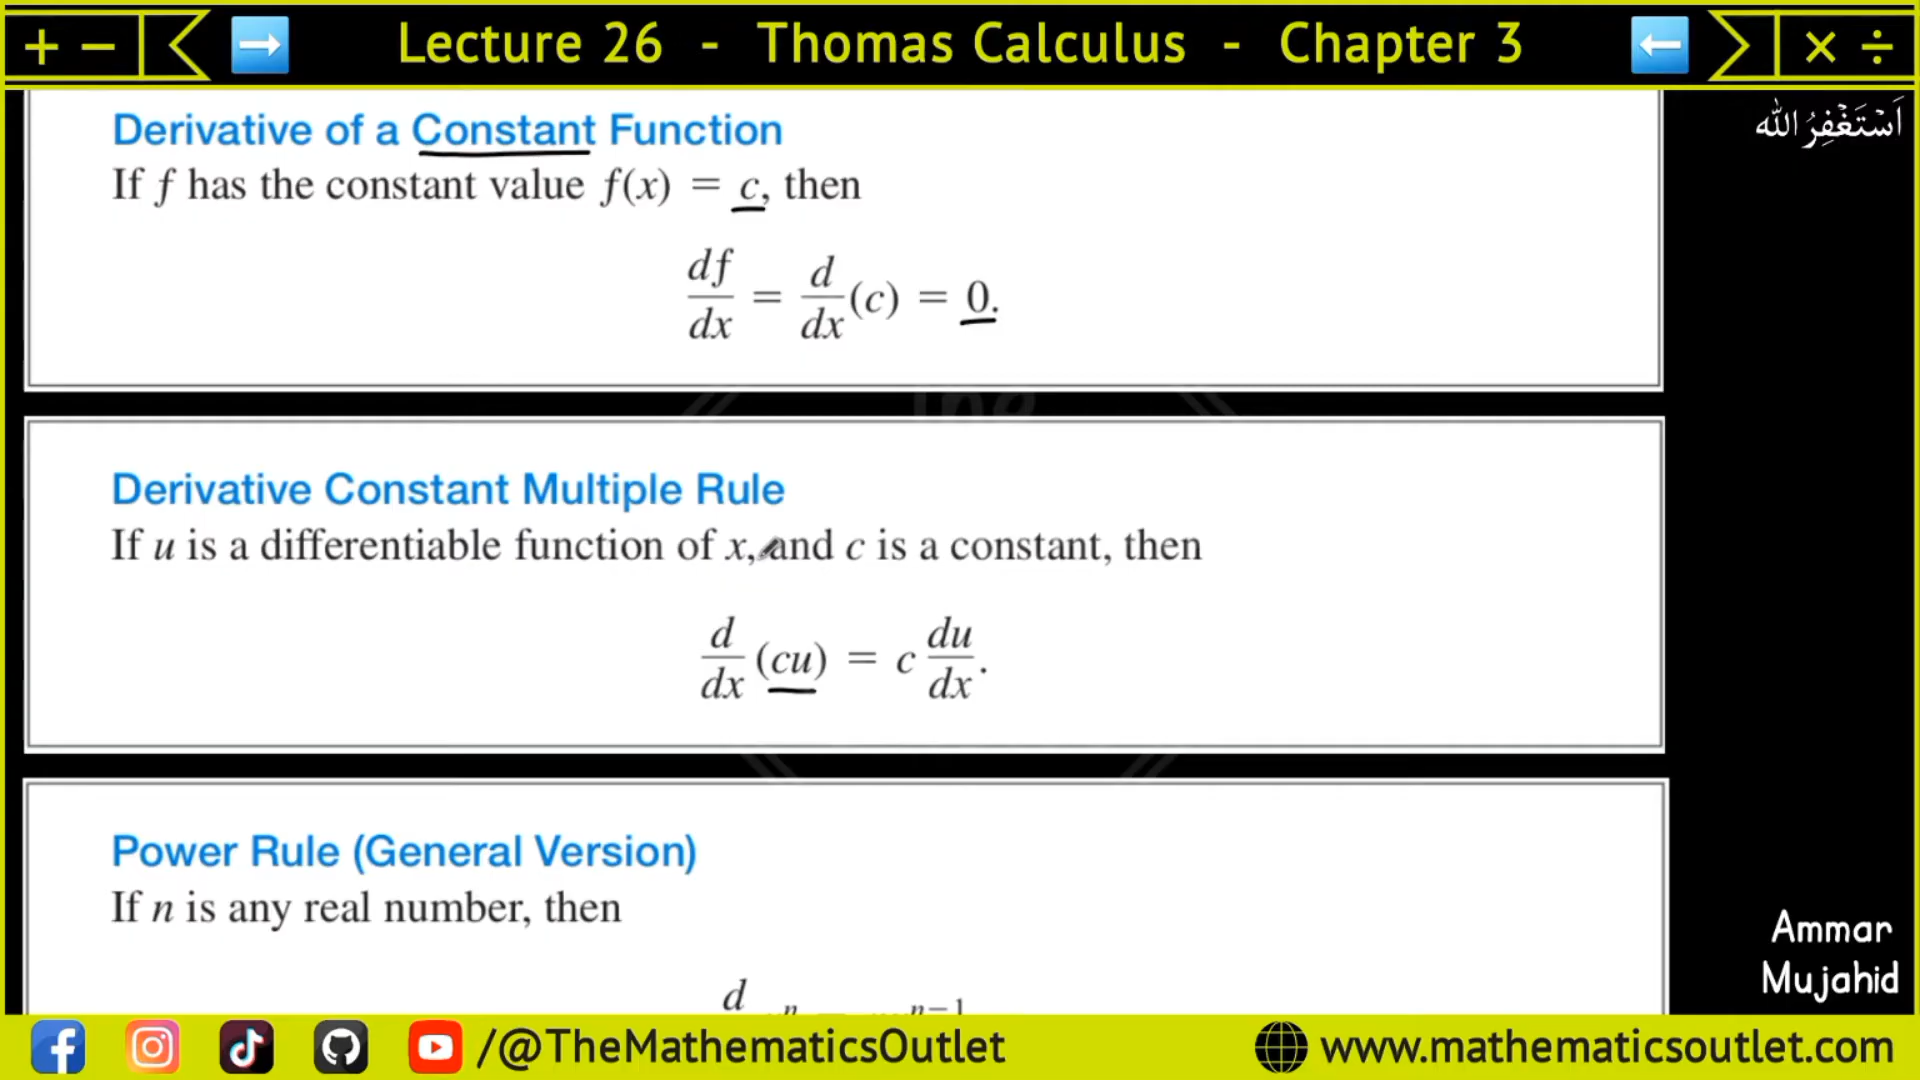 + − Lecture 26 - Thomas Calculus - Chapter 3 × ÷
اَسْتَغْفِرُ اللّٰه
Derivative of a Constant Function
If f has the constant value f(x) = c, then
df/dx = d/dx (c) = 0.
Derivative Constant Multiple Rule
If u is a differentiable function of x, and c is a constant, then
d/dx (cu) = c du/dx.
Power Rule (General Version)
If n is any real number, then
d
n n−1
Ammar
Mujahid
/@TheMathematicsOutlet www.mathematicsoutlet.com